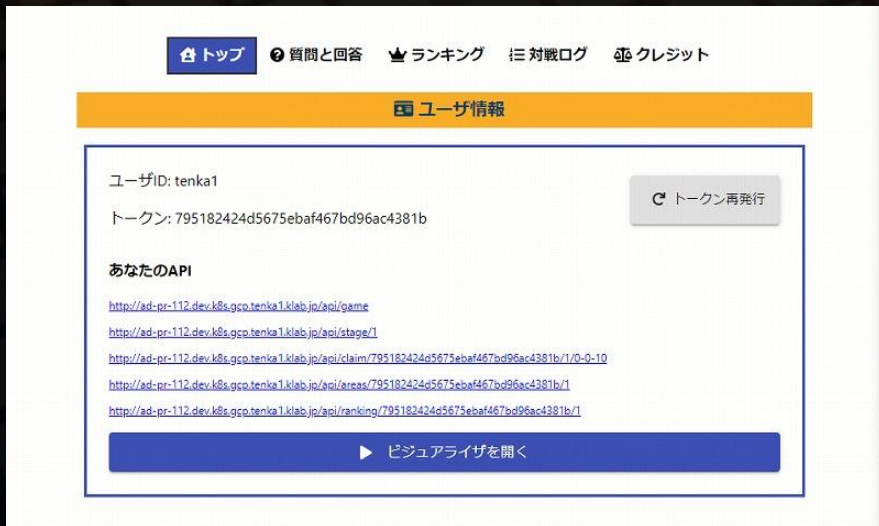 トップ 質問と回答 ランキング 対戦ログ クレジット
ユーザ情報
ユーザID: tenka1
トークン再発行
トークン: 795182424d5675ebaf467bd96ac4381b
あなたのAPI
http://ad-pr-112.dev.k8s.gcp.tenka1.klab.jp/api/game
http://ad-pr-112.dev.k8s.gcp.tenka1.klab.jp/api/stage/1
http://ad-pr-112.dev.k8s.gcp.tenka1.klab.jp/api/claim/795182424d5675ebaf467bd96ac4381b/1/0-0-10
http://ad-pr-112.dev.k8s.gcp.tenka1.klab.jp/api/areas/795182424d5675ebaf467bd96ac4381b/1
http://ad-pr-112.dev.k8s.gcp.tenka1.klab.jp/api/ranking/795182424d5675ebaf467bd96ac4381b/1
ビジュアライザを開く